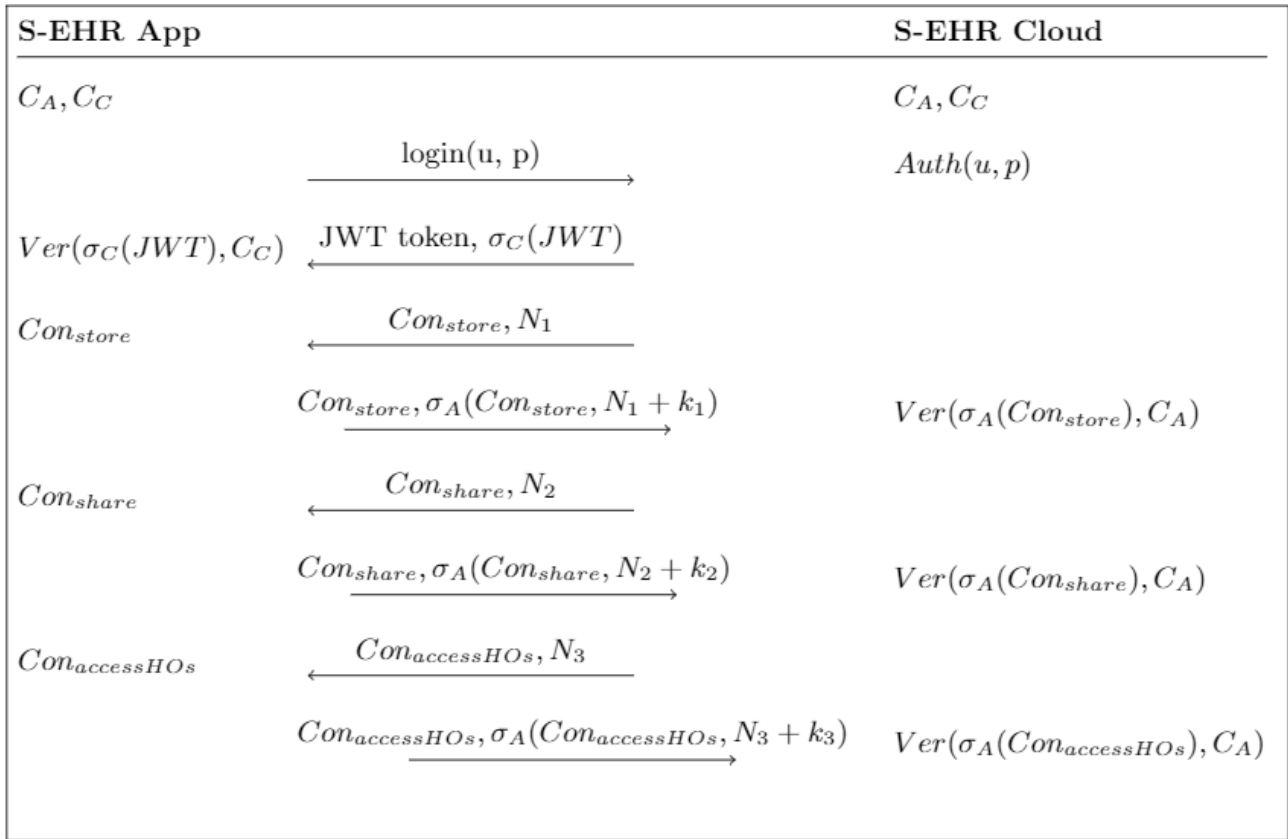 S-EHR App S-EHR Cloud
C_A, C_C C_A, C_C
login(u, p) Auth(u, p)
Ver(σ_C(JWT), C_C) JWT token, σ_C(JWT)
Con_store Con_store, N_1
Con_store, σ_A(Con_store, N_1 + k_1) Ver(σ_A(Con_store), C_A)
Con_share Con_share, N_2
Con_share, σ_A(Con_share, N_2 + k_2) Ver(σ_A(Con_share), C_A)
Con_accessHOs Con_accessHOs, N_3
Con_accessHOs, σ_A(Con_accessHOs, N_3 + k_3) Ver(σ_A(Con_accessHOs), C_A)